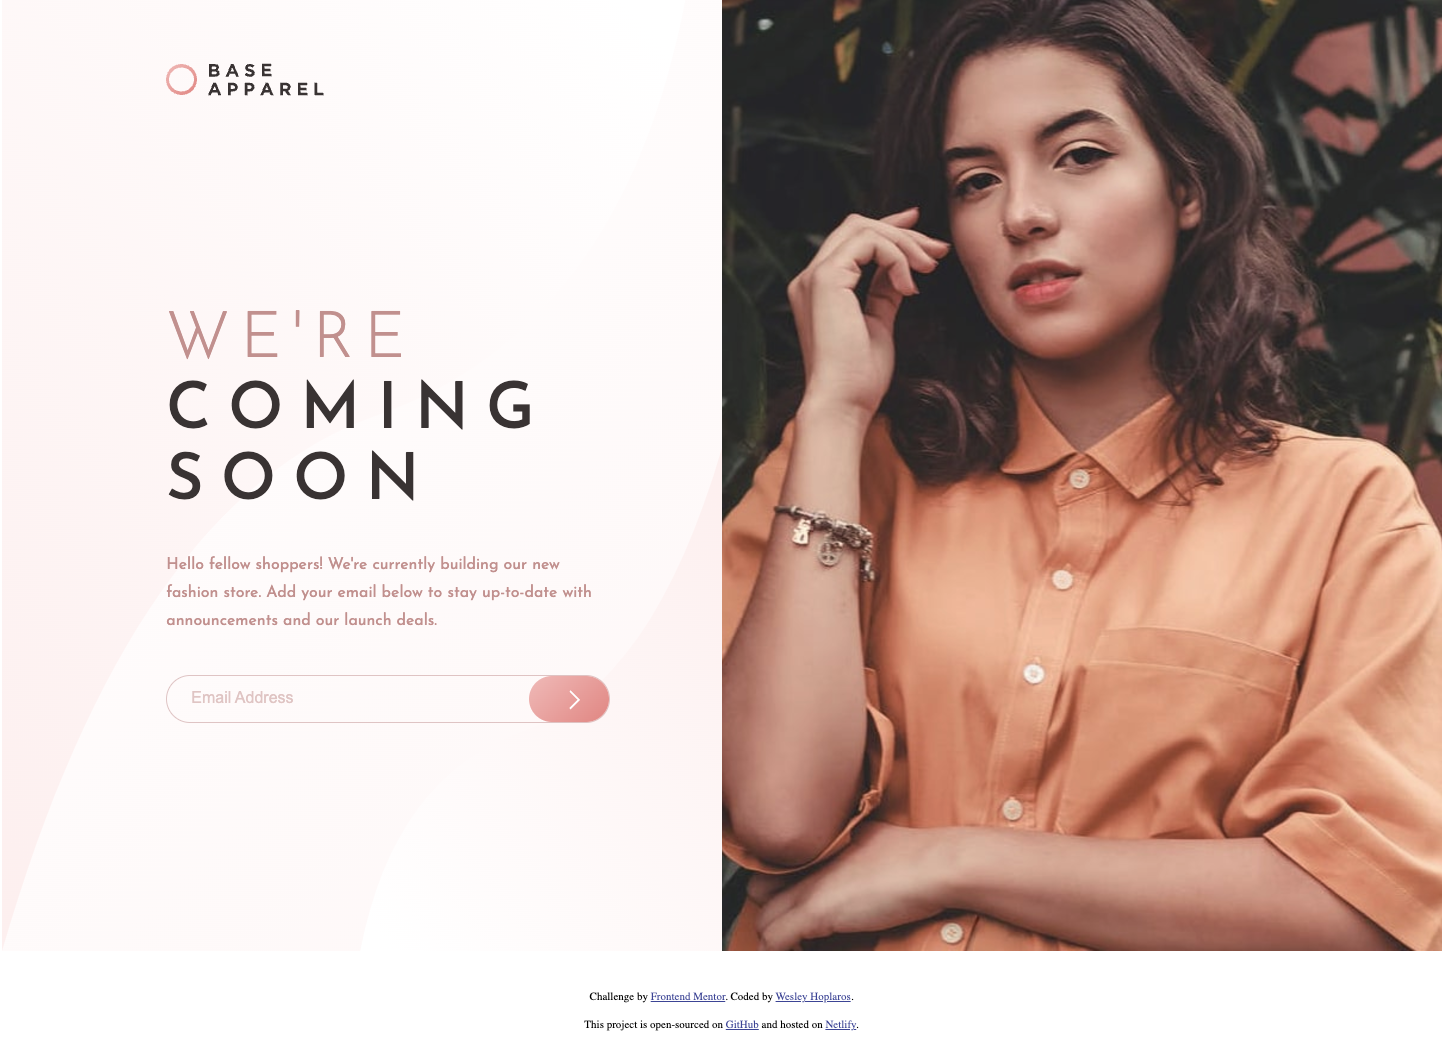 BASE
APPAREL
WE'RE
COMING
SOON
Hello fellow shoppers! We're currently building our new
fashion store. Add your email below to stay up-to-date with
announcements and our launch deals.
Email Address
Challenge by Frontend Mentor. Coded by Wesley Hoplaros.
This project is open-sourced on GitHub and hosted on Netlify.